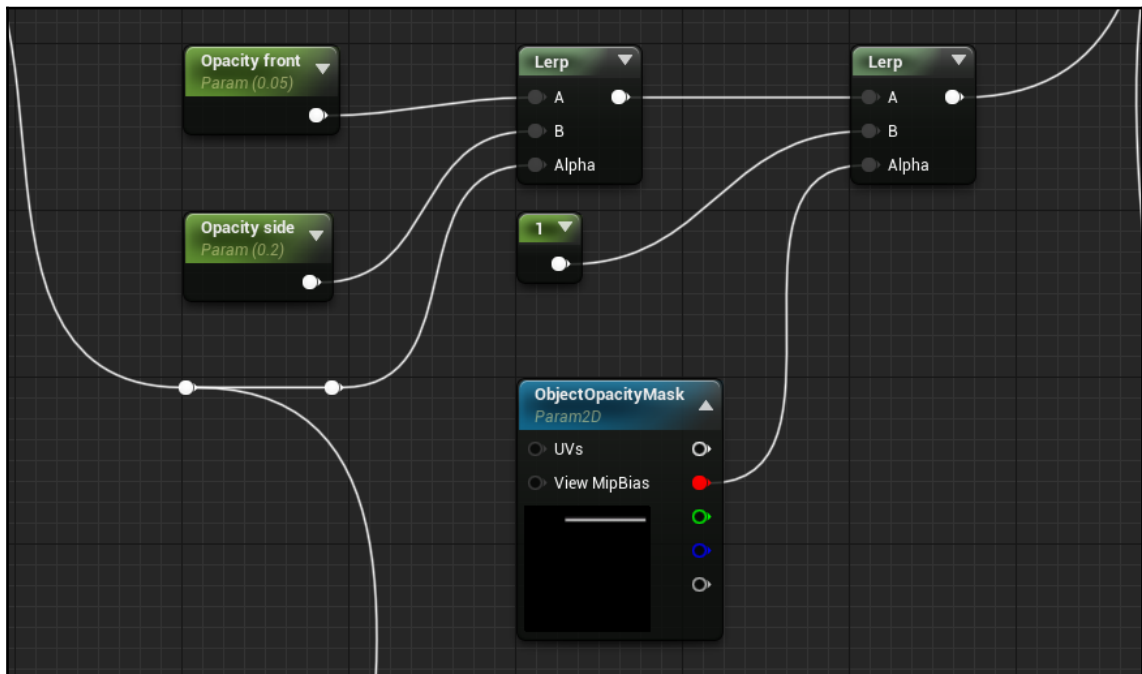 Opacity front
Param (0.05)
Lerp
A
B
Alpha
Lerp
A
B
Alpha
Opacity side
Param (0.2)
1
ObjectOpacityMask
Param2D
UVs
View MipBias